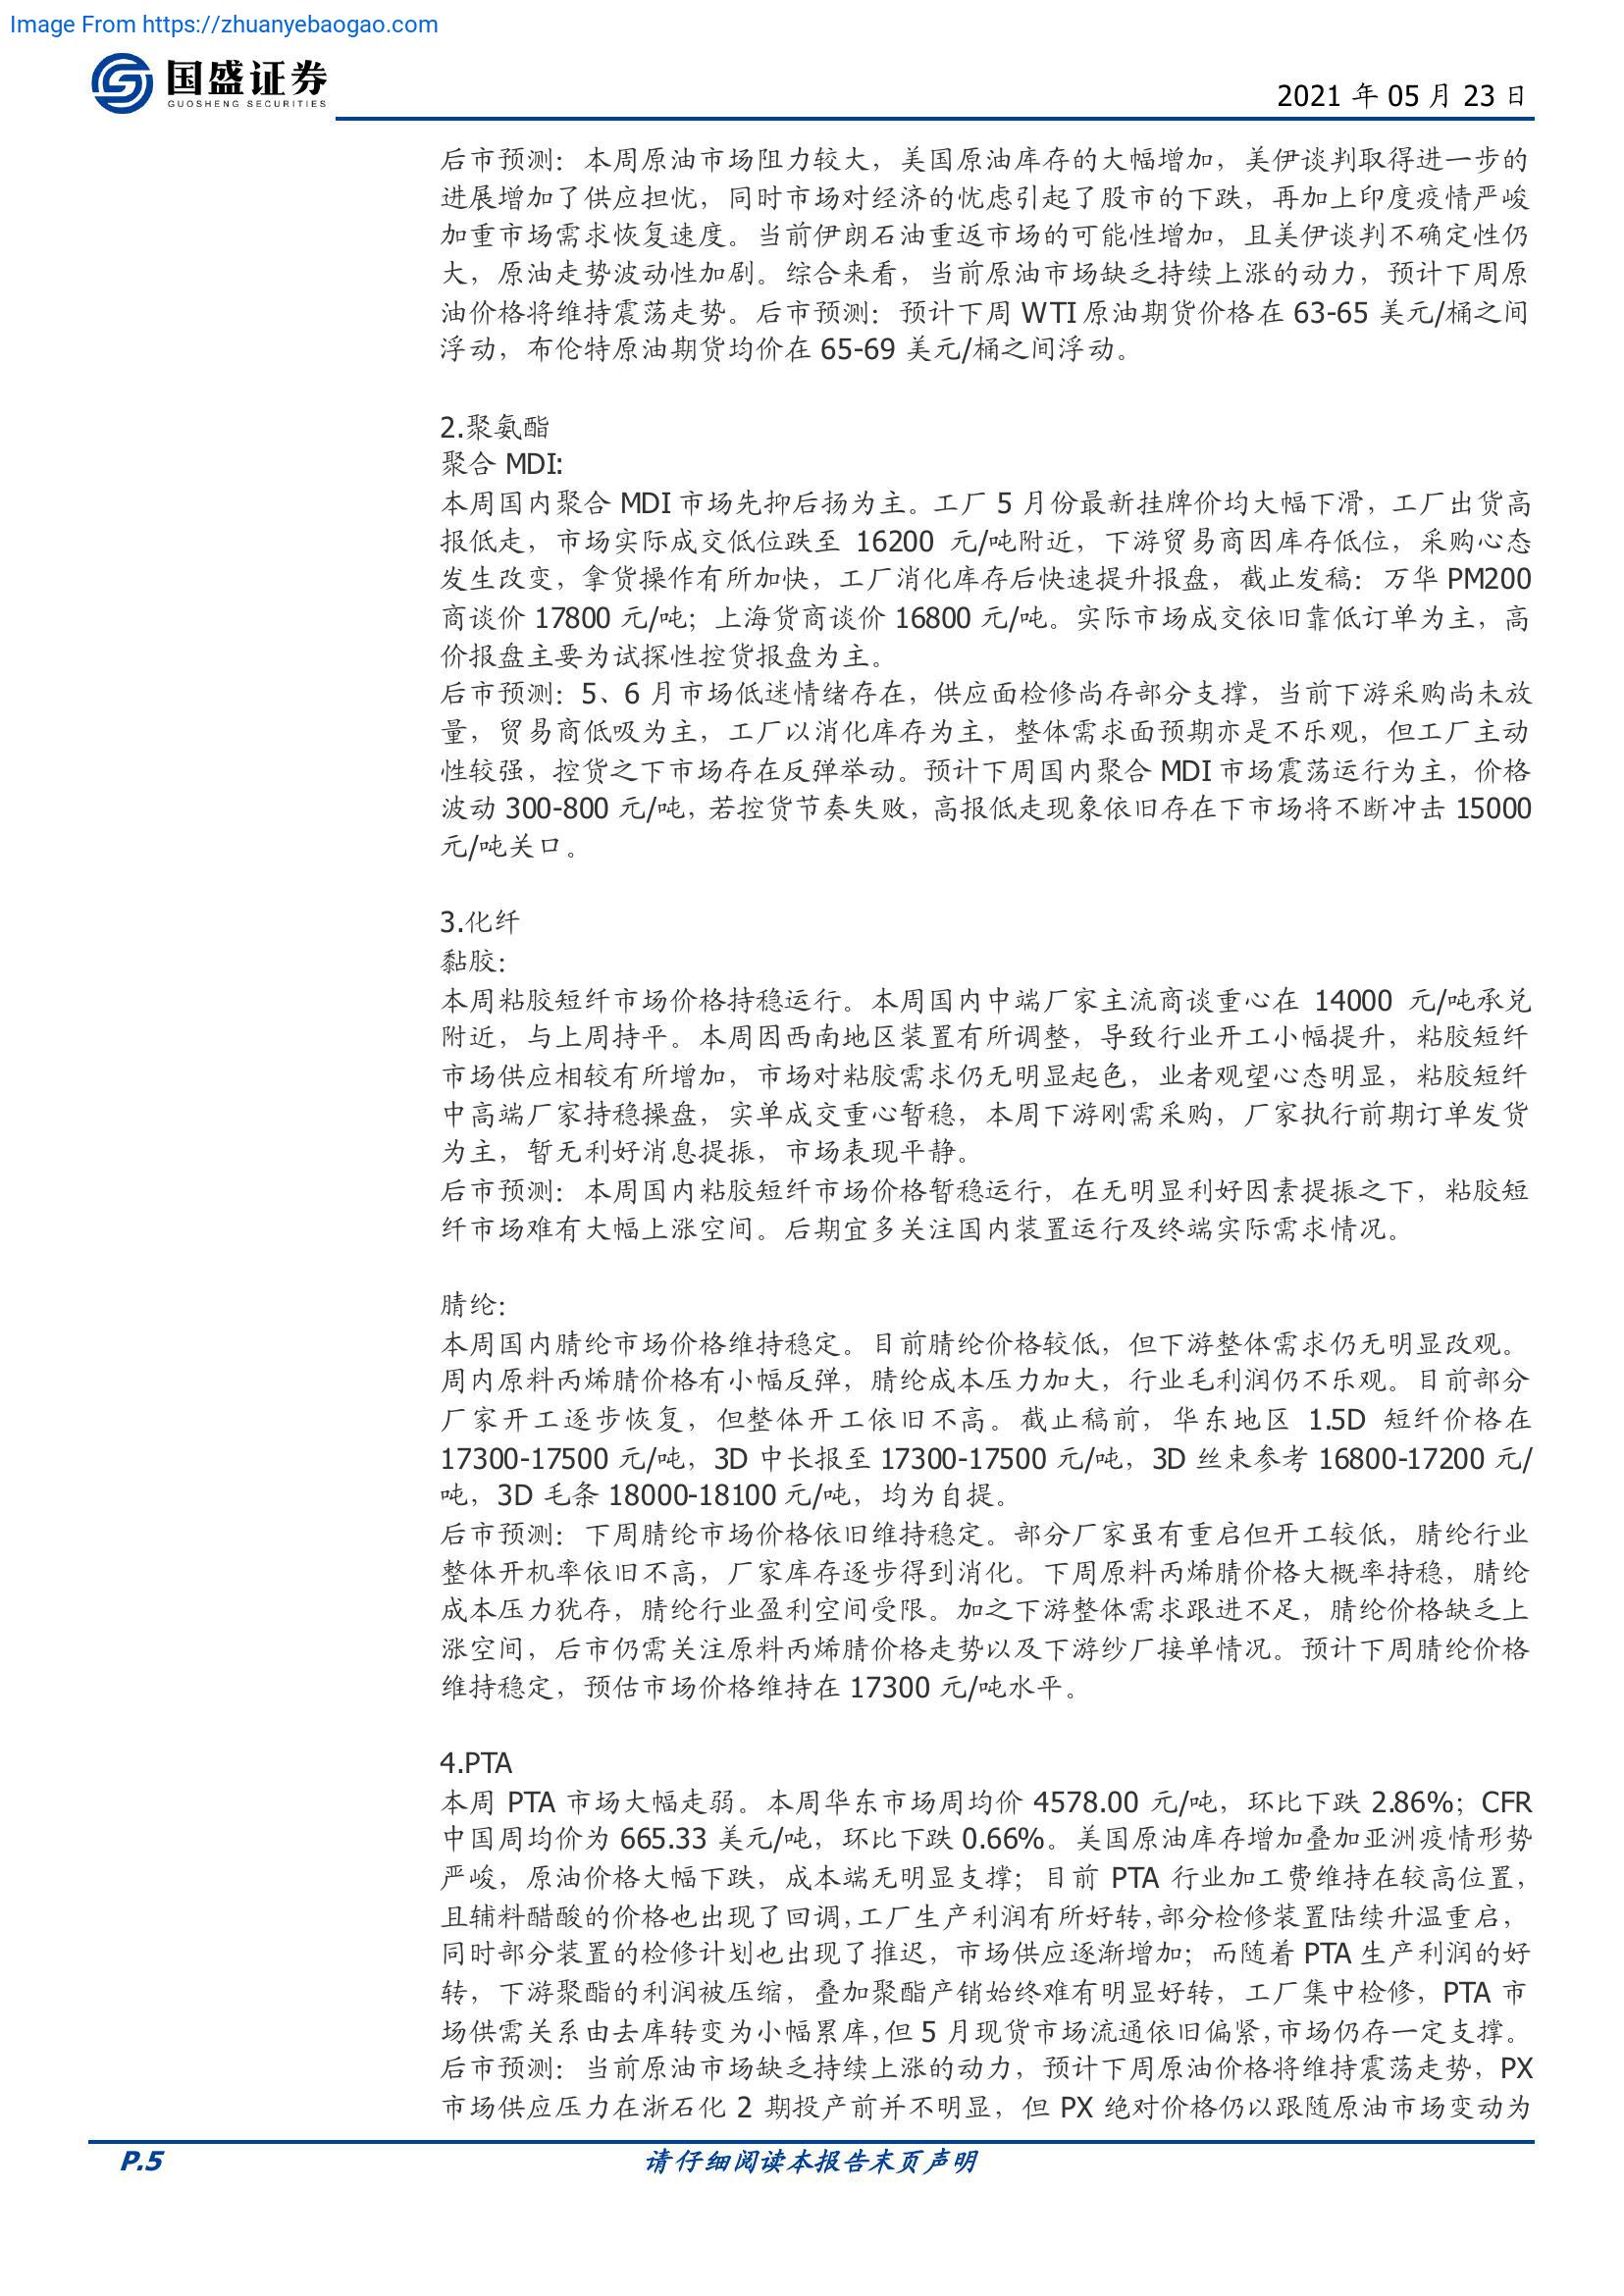 Image From https://zhuanyebaogao.com
国盛证券
GUOSHENG SECURITIES
2021 年 05 月 23 日
后市预测：本周原油市场阻力较大，美国原油库存的大幅增加，美伊谈判取得进一步的
进展增加了供应担忧，同时市场对经济的忧虑引起了股市的下跌，再加上印度疫情严峻
加重市场需求恢复速度。当前伊朗石油重返市场的可能性增加，且美伊谈判不确定性仍
大，原油走势波动性加剧。综合来看，当前原油市场缺乏持续上涨的动力，预计下周原
油价格将维持震荡走势。后市预测：预计下周 WTI 原油期货价格在 63-65 美元/桶之间
浮动，布伦特原油期货均价在 65-69 美元/桶之间浮动。
2.聚氨酯
聚合 MDI:
本周国内聚合 MDI 市场先抑后扬为主。工厂 5 月份最新挂牌价均大幅下滑，工厂出货高
报低走，市场实际成交低位跌至 16200 元/吨附近，下游贸易商因库存低位，采购心态
发生改变，拿货操作有所加快，工厂消化库存后快速提升报盘，截止发稿：万华 PM200
商谈价 17800 元/吨；上海货商谈价 16800 元/吨。实际市场成交依旧靠低订单为主，高
价报盘主要为试探性控货报盘为主。
后市预测：5、6 月市场低迷情绪存在，供应面检修尚存部分支撑，当前下游采购尚未放
量，贸易商低吸为主，工厂以消化库存为主，整体需求面预期亦是不乐观，但工厂主动
性较强，控货之下市场存在反弹举动。预计下周国内聚合 MDI 市场震荡运行为主，价格
波动 300-800 元/吨，若控货节奏失败，高报低走现象依旧存在下市场将不断冲击 15000
元/吨关口。
3.化纤
黏胶：
本周粘胶短纤市场价格持稳运行。本周国内中端厂家主流商谈重心在 14000 元/吨承兑
附近，与上周持平。本周因西南地区装置有所调整，导致行业开工小幅提升，粘胶短纤
市场供应相较有所增加，市场对粘胶需求仍无明显起色，业者观望心态明显，粘胶短纤
中高端厂家持稳操盘，实单成交重心暂稳，本周下游刚需采购，厂家执行前期订单发货
为主，暂无利好消息提振，市场表现平静。
后市预测：本周国内粘胶短纤市场价格暂稳运行，在无明显利好因素提振之下，粘胶短
纤市场难有大幅上涨空间。后期宜多关注国内装置运行及终端实际需求情况。
腈纶：
本周国内腈纶市场价格维持稳定。目前腈纶价格较低，但下游整体需求仍无明显改观。
周内原料丙烯腈价格有小幅反弹，腈纶成本压力加大，行业毛利润仍不乐观。目前部分
厂家开工逐步恢复，但整体开工依旧不高。截止稿前，华东地区 1.5D 短纤价格在
17300-17500 元/吨，3D 中长报至 17300-17500 元/吨，3D 丝束参考 16800-17200 元/
吨，3D 毛条 18000-18100 元/吨，均为自提。
后市预测：下周腈纶市场价格依旧维持稳定。部分厂家虽有重启但开工较低，腈纶行业
整体开机率依旧不高，厂家库存逐步得到消化。下周原料丙烯腈价格大概率持稳，腈纶
成本压力犹存，腈纶行业盈利空间受限。加之下游整体需求跟进不足，腈纶价格缺乏上
涨空间，后市仍需关注原料丙烯腈价格走势以及下游纱厂接单情况。预计下周腈纶价格
维持稳定，预估市场价格维持在 17300 元/吨水平。
4.PTA
本周 PTA 市场大幅走弱。本周华东市场周均价 4578.00 元/吨，环比下跌 2.86%；CFR
中国周均价为 665.33 美元/吨，环比下跌 0.66%。美国原油库存增加叠加亚洲疫情形势
严峻，原油价格大幅下跌，成本端无明显支撑；目前 PTA 行业加工费维持在较高位置，
且辅料醋酸的价格也出现了回调，工厂生产利润有所好转，部分检修装置陆续升温重启，
同时部分装置的检修计划也出现了推迟，市场供应逐渐增加；而随着 PTA 生产利润的好
转，下游聚酯的利润被压缩，叠加聚酯产销始终难有明显好转，工厂集中检修，PTA 市
场供需关系由去库转变为小幅累库，但 5 月现货市场流通依旧偏紧，市场仍存一定支撑。
后市预测：当前原油市场缺乏持续上涨的动力，预计下周原油价格将维持震荡走势，PX
市场供应压力在浙石化 2 期投产前并不明显，但 PX 绝对价格仍以跟随原油市场变动为
P.5
请仔细阅读本报告末页声明